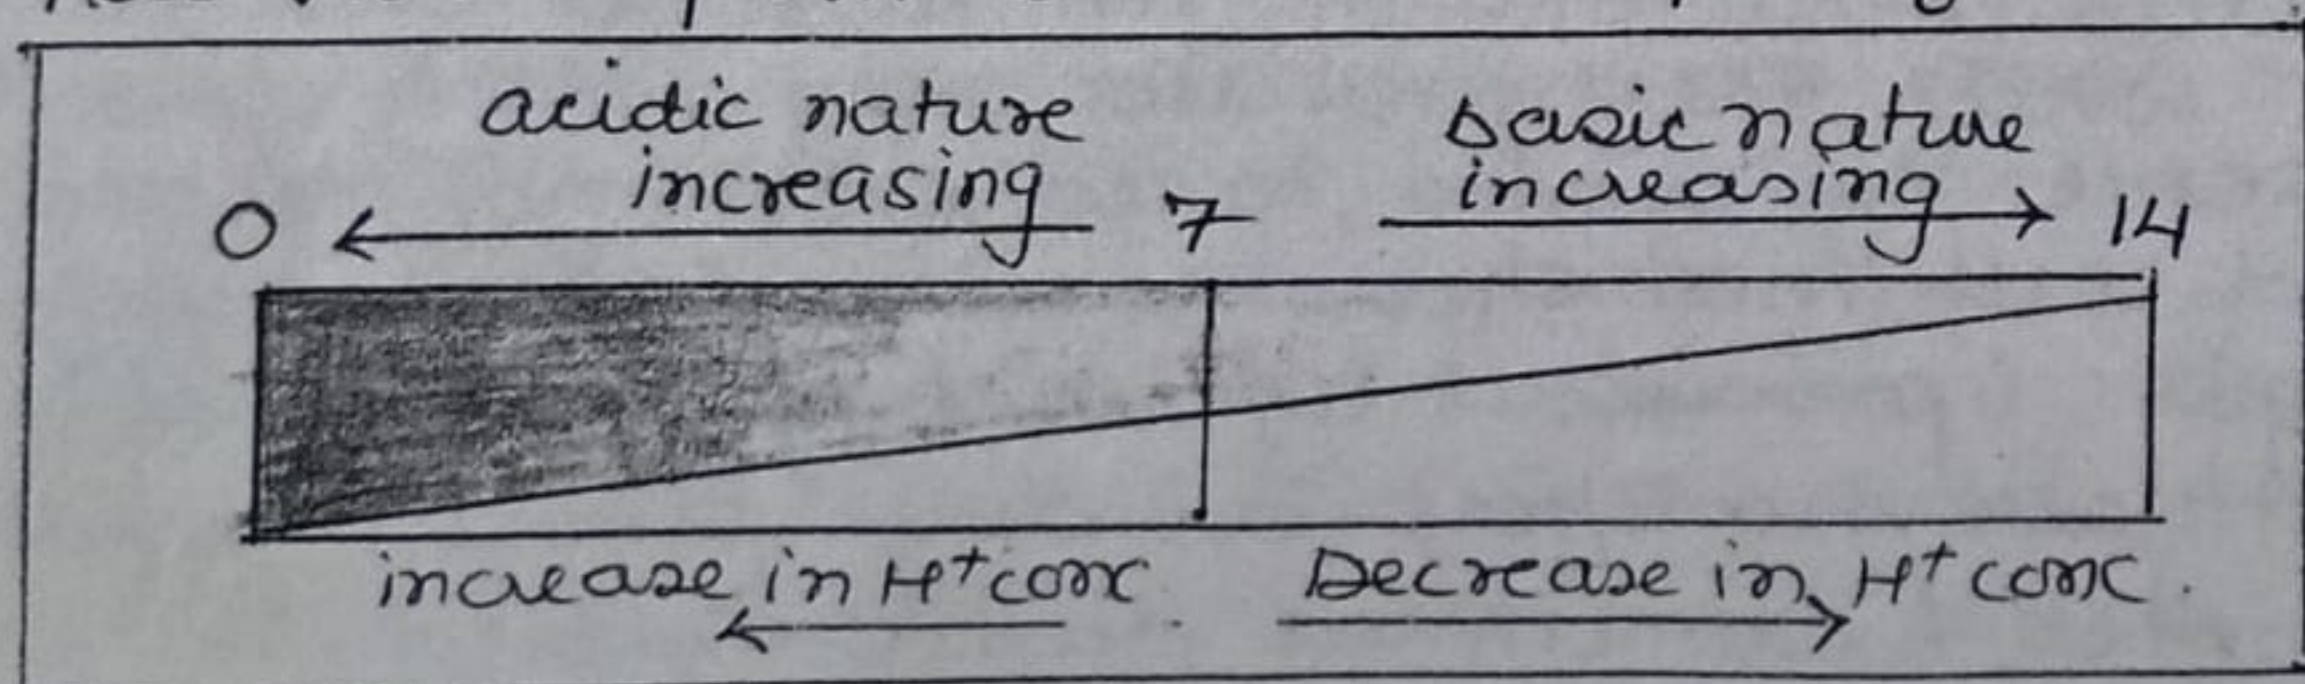 acidic nature
increasing
basic nature
increasing
0 7 14
increase in H⁺ conc.
Decrease in H⁺ conc.